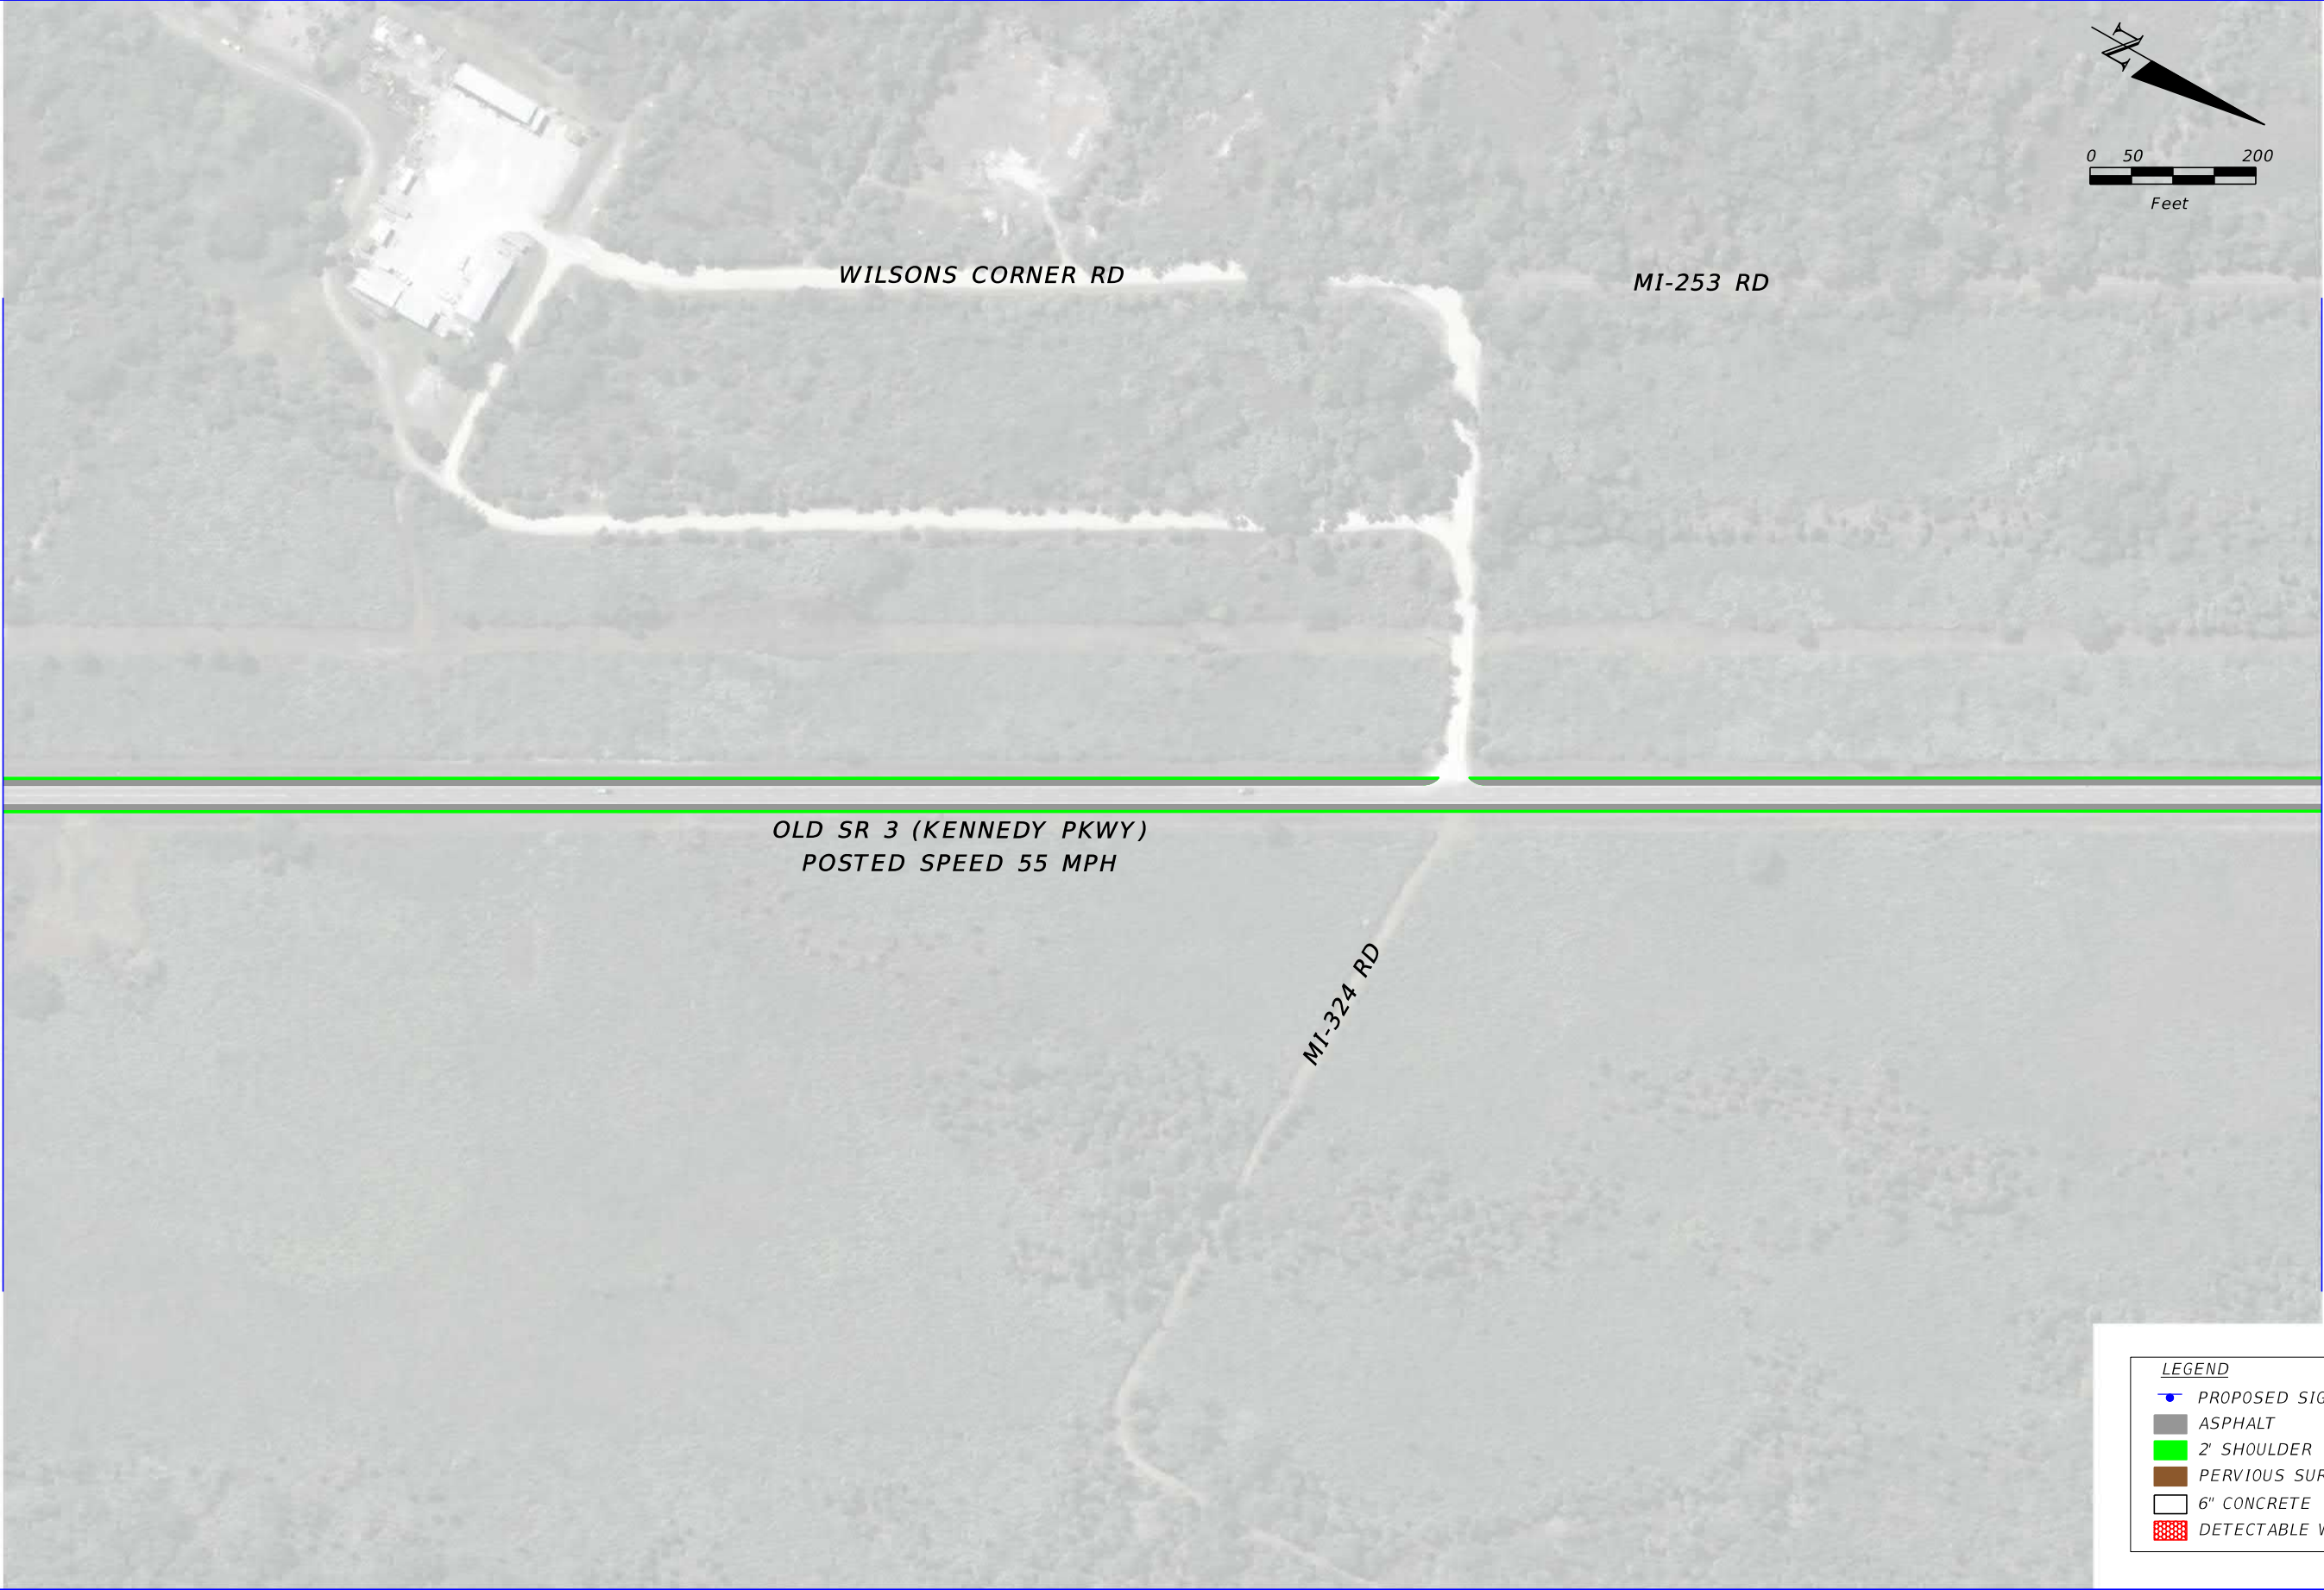 N
0 50 200
Feet
WILSONS CORNER RD
MI-253 RD
OLD SR 3 (KENNEDY PKWY)
POSTED SPEED 55 MPH
MI-324 RD
LEGEND
PROPOSED SIG
ASPHALT
2' SHOULDER
PERVIOUS SUR
6" CONCRETE
DETECTABLE